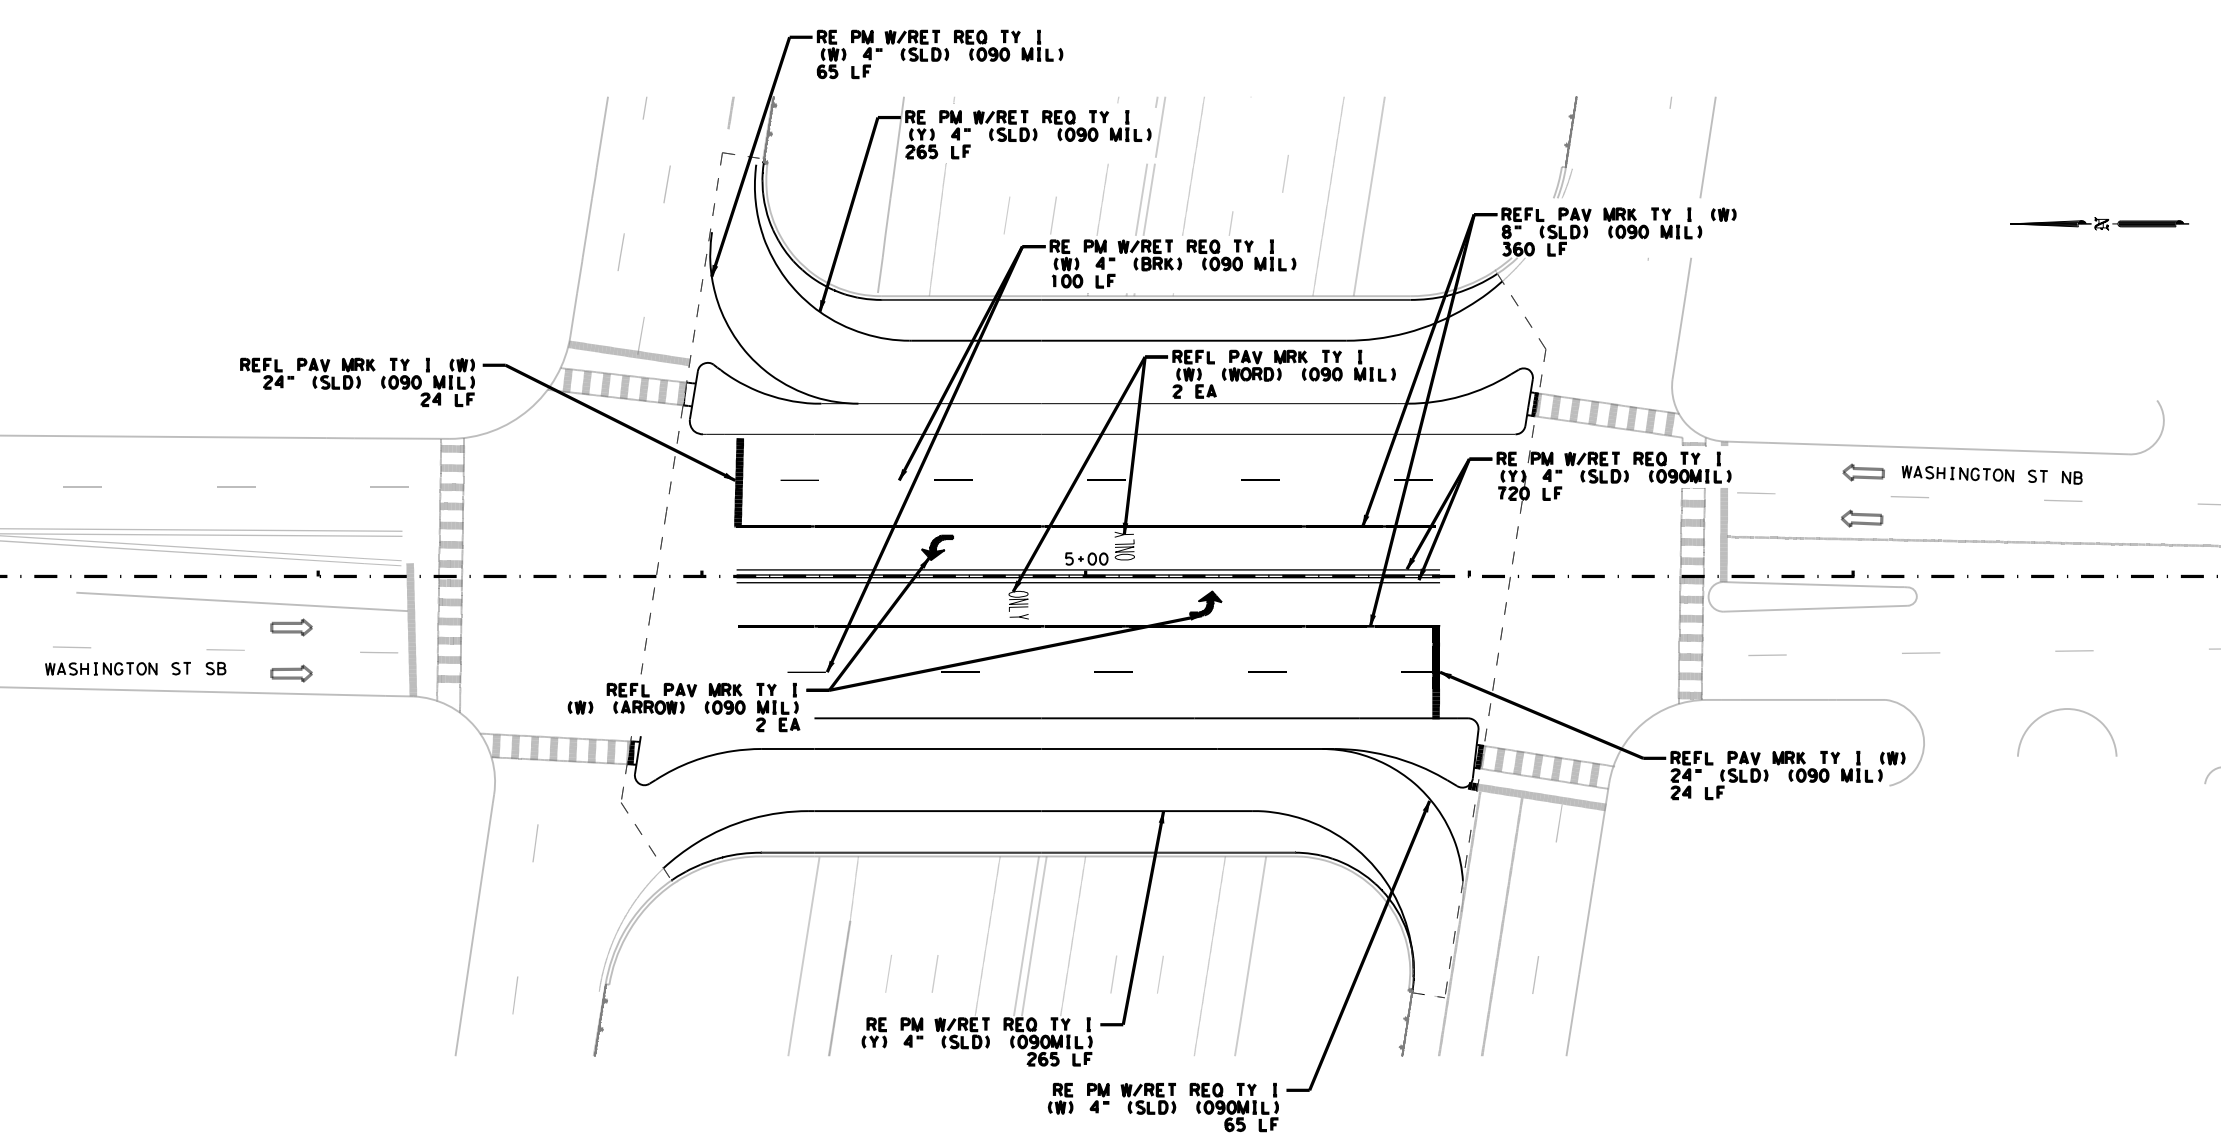 RE PM W/RET REQ TY I
(W) 4" (SLD) (090 MIL)
65 LF
RE PM W/RET REQ TY I
(Y) 4" (SLD) (090 MIL)
265 LF
REFL PAV MRK TY I (W)
8" (SLD) (090 MIL)
360 LF
N
RE PM W/RET REQ TY I
(W) 4" (BRK) (090 MIL)
100 LF
REFL PAV MRK TY I
(W) (WORD) (090 MIL)
2 EA
REFL PAV MRK TY I (W)
24" (SLD) (090 MIL)
24 LF
RE PM W/RET REQ TY I
(Y) 4" (SLD) (090MIL)
720 LF
WASHINGTON ST NB
ONLY
5+00
ONLY
WASHINGTON ST SB
REFL PAV MRK TY I
(W) (ARROW) (090 MIL)
2 EA
REFL PAV MRK TY I (W)
24" (SLD) (090 MIL)
24 LF
RE PM W/RET REQ TY I
(Y) 4" (SLD) (090MIL)
265 LF
RE PM W/RET REQ TY I
(W) 4" (SLD) (090MIL)
65 LF